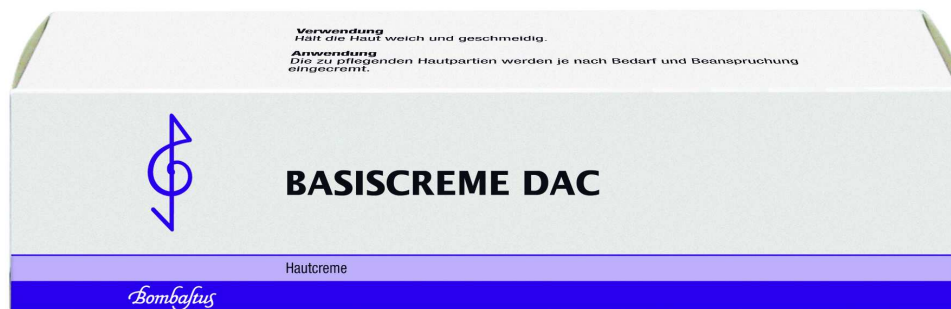 Verwendung
Hält die Haut weich und geschmeidig.
Anwendung
Die zu pflegenden Hautpartien werden je nach Bedarf und Beanspruchung
eingecremt.
BASISCREME DAC
Hautcreme
Bombaſtus